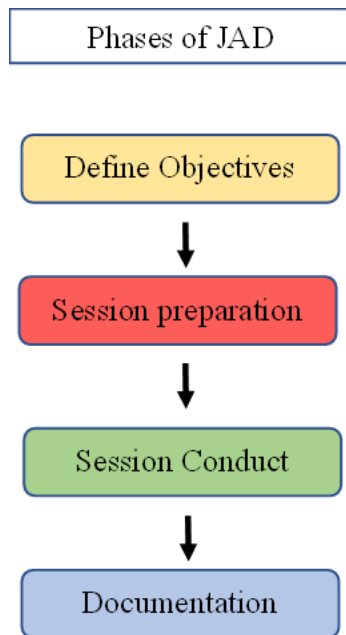 Phases of JAD
Define Objectives
Session preparation
Session Conduct
Documentation